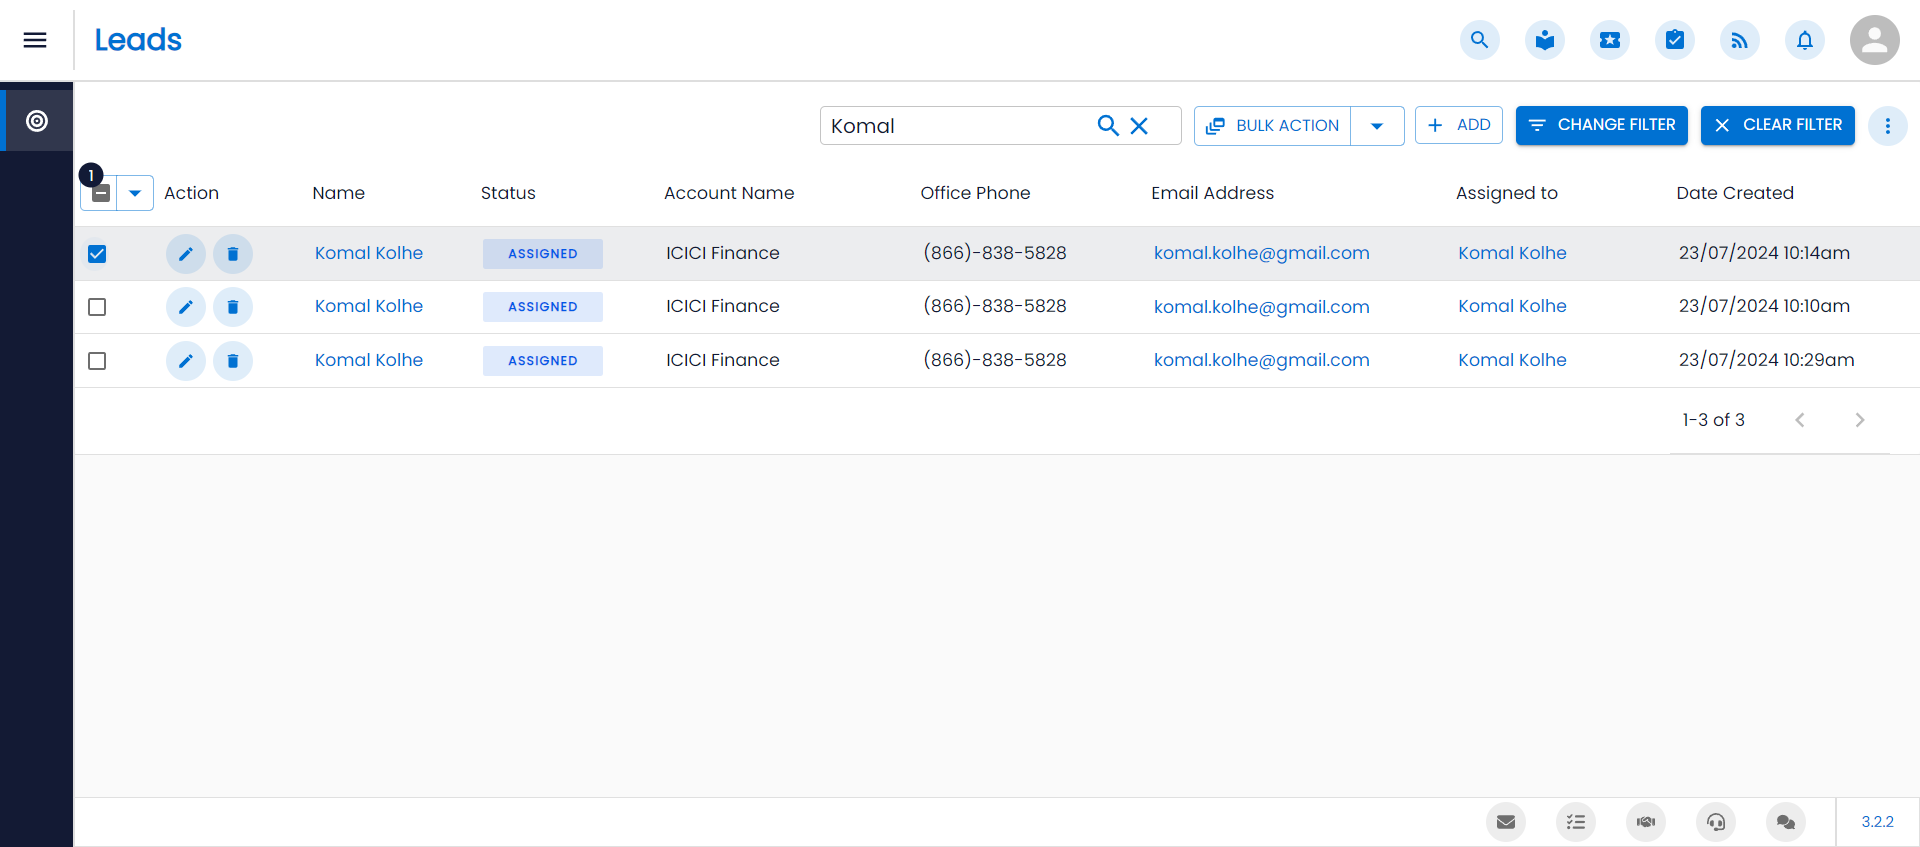 Leads
Komal
BULK ACTION
ADD
CHANGE FILTER
CLEAR FILTER
1
Action Name Status Account Name Office Phone Email Address Assigned to Date Created
Komal Kolhe ASSIGNED ICICI Finance (866)-838-5828 komal.kolhe@gmail.com Komal Kolhe 23/07/2024 10:14am
Komal Kolhe ASSIGNED ICICI Finance (866)-838-5828 komal.kolhe@gmail.com Komal Kolhe 23/07/2024 10:10am
Komal Kolhe ASSIGNED ICICI Finance (866)-838-5828 komal.kolhe@gmail.com Komal Kolhe 23/07/2024 10:29am
1-3 of 3
3.2.2